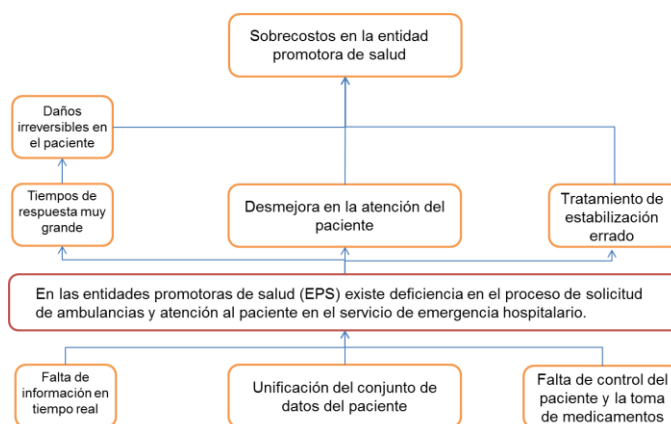 Sobrecostos en la entidad
promotora de salud
Daños
irreversibles en
el paciente
Tiempos de
respuesta muy
grande
Desmejora en la atención del
paciente
Tratamiento de
estabilización
errado
En las entidades promotoras de salud (EPS) existe deficiencia en el proceso de solicitud
de ambulancias y atención al paciente en el servicio de emergencia hospitalario.
Falta de
información en
tiempo real
Unificación del conjunto de
datos del paciente
Falta de control del
paciente y la toma
de medicamentos